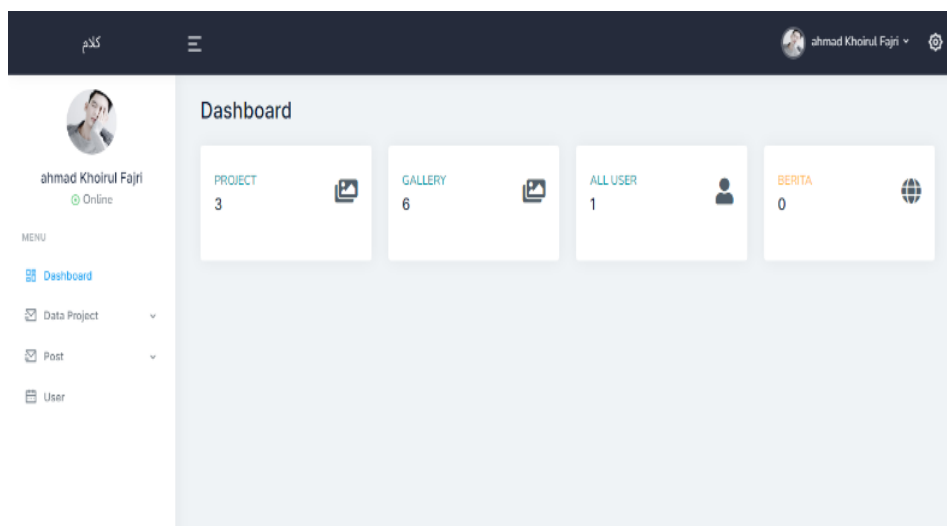 كلام
ahmad Khoirul Fajri
Dashboard
ahmad Khoirul Fajri
Online
MENU
Dashboard
Data Project
Post
User
PROJECT
3
GALLERY
6
ALL USER
1
BERITA
0